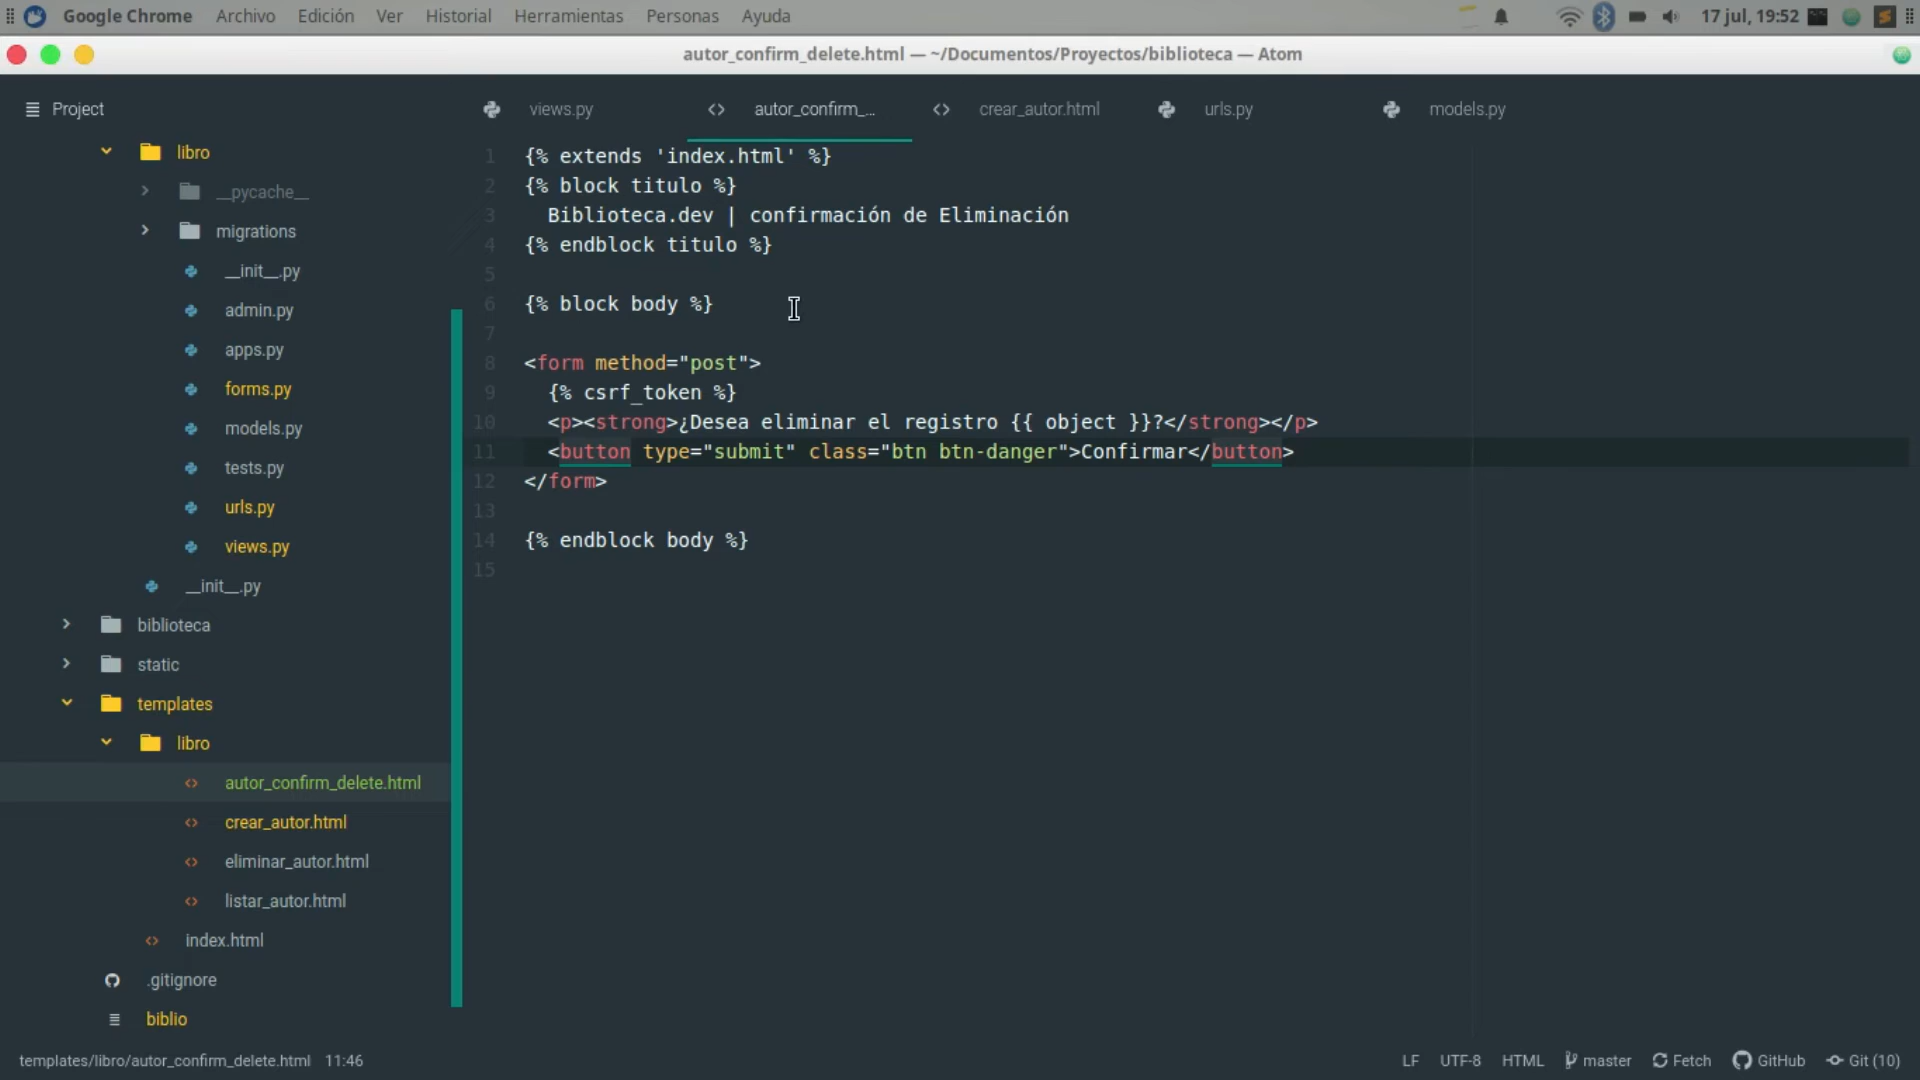 Google Chrome Archivo Edición Ver Historial Herramientas Personas Ayuda 17 jul, 19:52
autor_confirm_delete.html — ~/Documentos/Proyectos/biblioteca — Atom
Project
views.py autor_confirm_... crear_autor.html urls.py models.py
libro
__pycache__
migrations
__init__.py
admin.py
apps.py
forms.py
models.py
tests.py
urls.py
views.py
__init__.py
biblioteca
static
templates
libro
autor_confirm_delete.html
crear_autor.html
eliminar_autor.html
listar_autor.html
index.html
.gitignore
biblio
1 {% extends 'index.html' %}
2 {% block titulo %}
3 Biblioteca.dev | confirmación de Eliminación
4 {% endblock titulo %}
5
6 {% block body %}
7
8 <form method="post">
9 {% csrf_token %}
10 <p><strong>¿Desea eliminar el registro {{ object }}?</strong></p>
11 <button type="submit" class="btn btn-danger">Confirmar</button>
12 </form>
13
14 {% endblock body %}
15
templates/libro/autor_confirm_delete.html 11:46 LF UTF-8 HTML master Fetch GitHub Git (10)